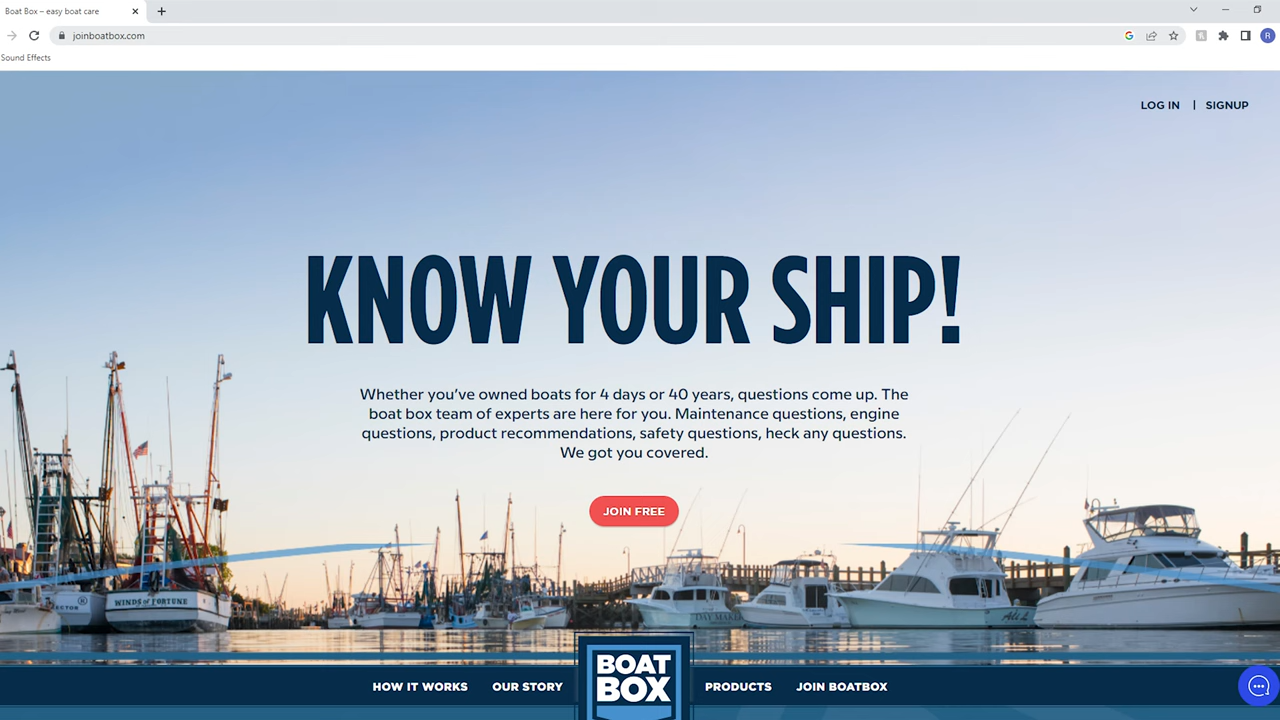 Boat Box – easy boat care
joinboatbox.com
Sound Effects
LOG IN | SIGNUP
KNOW YOUR SHIP!
Whether you've owned boats for 4 days or 40 years, questions come up. The
boat box team of experts are here for you. Maintenance questions, engine
questions, product recommendations, safety questions, heck any questions.
We got you covered.
JOIN FREE
WINDS OF FORTUNE
DAY MAKER
HOW IT WORKS
OUR STORY
BOAT
BOX
PRODUCTS
JOIN BOATBOX
R